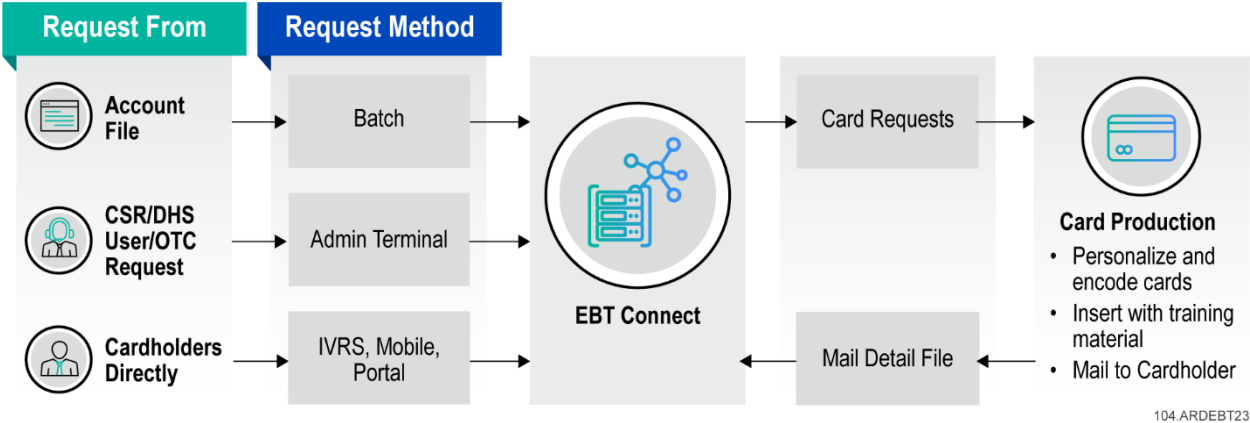 Request From
Request Method
Account
File
Batch
Card Requests
CSR/DHS
User/OTC
Request
Admin Terminal
EBT Connect
Card Production
• Personalize and
encode cards
• Insert with training
material
• Mail to Cardholder
Cardholders
Directly
IVRS, Mobile,
Portal
Mail Detail File
104.ARDEBT23